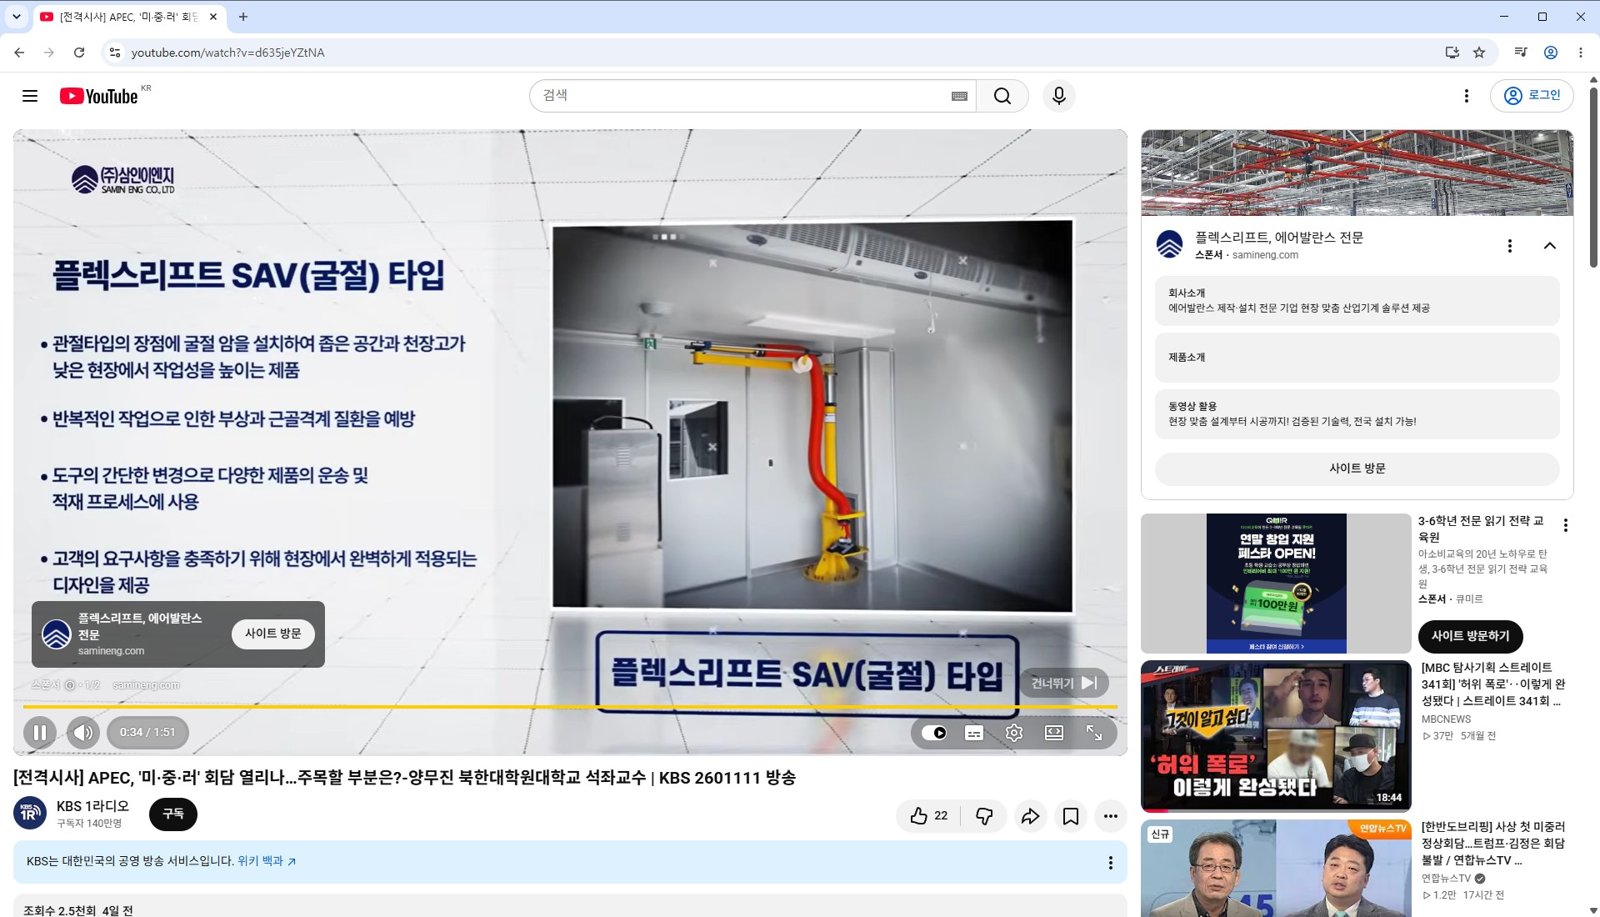 [전격시사] APEC, '미·중·러' 회담
youtube.com/watch?v=d635jeYZtNA
YouTube KR
검색
로그인
(주)삼인이엔지
SAMIN ENG CO.,LTD
플렉스리프트 SAV(굴절) 타입
• 관절타입의 장점에 굴절 암을 설치하여 좁은 공간과 천장고가
낮은 현장에서 작업성을 높이는 제품
• 반복적인 작업으로 인한 부상과 근골격계 질환을 예방
• 도구의 간단한 변경으로 다양한 제품의 운송 및
적재 프로세스에 사용
• 고객의 요구사항을 충족하기 위해 현장에서 완벽하게 적용되는
디자인을 제공
플렉스리프트, 에어발란스
전문
samineng.com
사이트 방문
스폰서 · 1/2 samineng.com
플렉스리프트 SAV(굴절) 타입
건너뛰기
0:34 / 1:51
[전격시사] APEC, '미·중·러' 회담 열리나...주목할 부분은?-양무진 북한대학원대학교 석좌교수 | KBS 2601111 방송
KBS 1R
KBS 1라디오
구독자 140만명
구독
22
KBS는 대한민국의 공영 방송 서비스입니다. 위키 백과
조회수 2.5천회 4일 전
플렉스리프트, 에어발란스 전문
스폰서 · samineng.com
회사소개
에어발란스 제작·설치 전문 기업 현장 맞춤 산업기계 솔루션 제공
제품소개
동영상 활용
현장 맞춤 설계부터 시공까지! 검증된 기술력, 전국 설치 가능!
사이트 방문
연말 창업 지원
페스타 OPEN!
100만원
3-6학년 전문 읽기 전략 교
육원
아소비교육의 20년 노하우로 탄
생, 3-6학년 전문 읽기 전략 교육
원
스폰서 · 큐미르
사이트 방문하기
스트레이트
그것이 알고싶다
'허위 폭로'
이렇게 완성됐다
18:44
[MBC 탐사기획 스트레이트
341회] '허위 폭로'··이렇게 완
성됐다 | 스트레이트 341회 ...
MBCNEWS
37만 5개월 전
신규
연합뉴스TV
[한반도브리핑] 사상 첫 미중러
정상회담...트럼프·김정은 회담
불발 / 연합뉴스TV ...
연합뉴스TV
1.2만 17시간 전